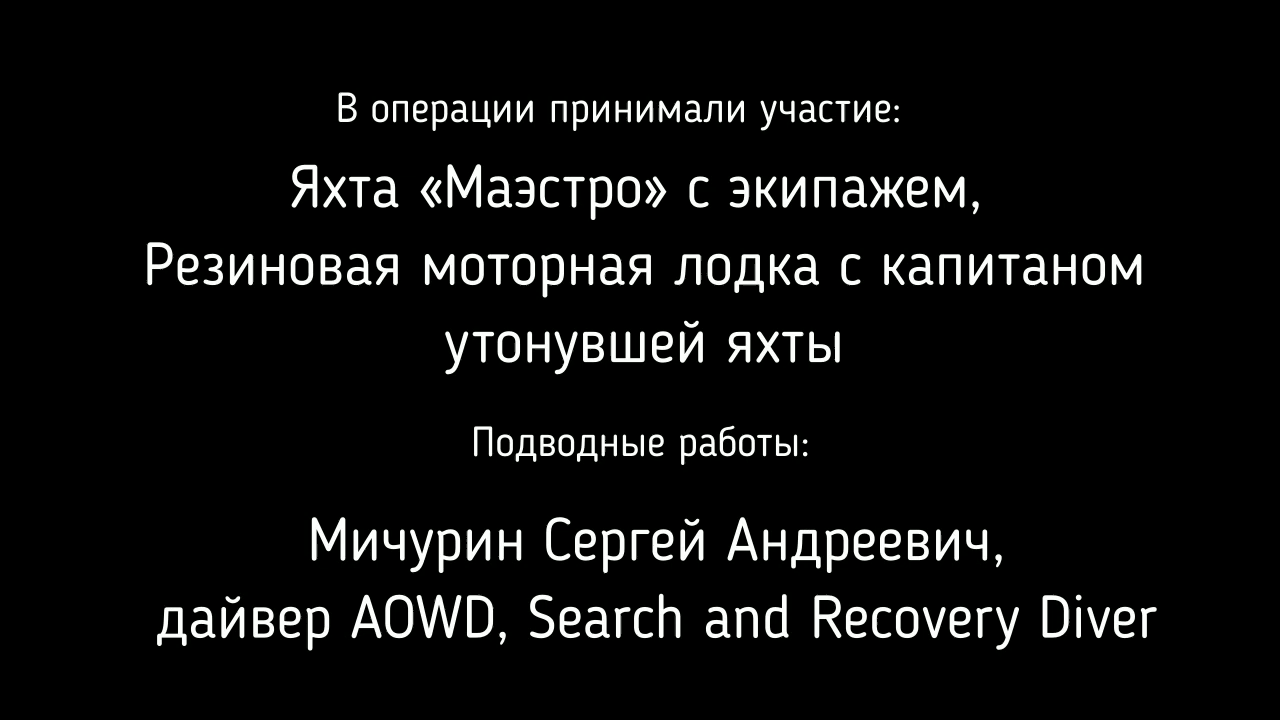 В операции принимали участие:
Яхта «Маэстро» с экипажем,
Резиновая моторная лодка с капитаном
утонувшей яхты
Подводные работы:
Мичурин Сергей Андреевич,
дайвер AOWD, Search and Recovery Diver